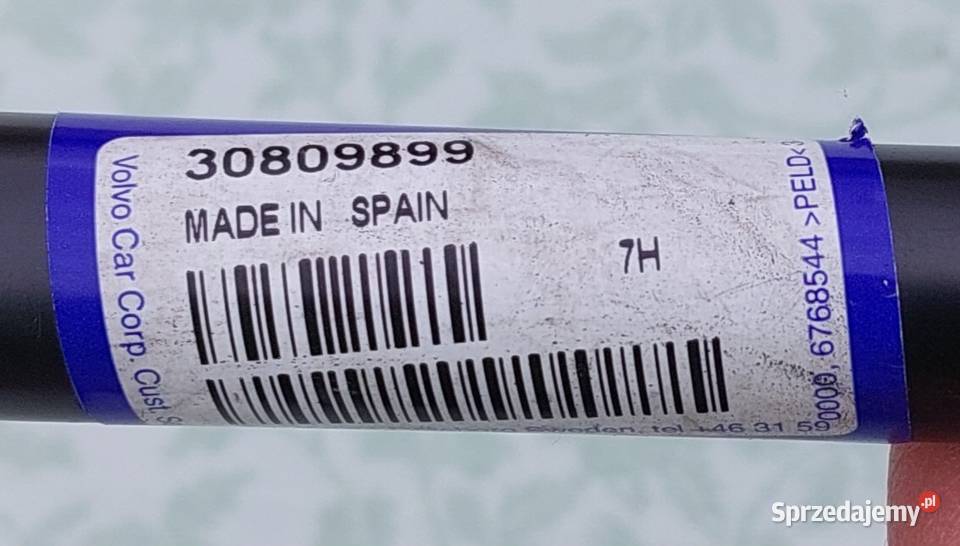 30809899
MADE IN SPAIN
7H
Volvo Car Corp. Cust.
Sweden, tel +46 31 59
0000, 6768544 >PELD<
Sprzedajemy.pl